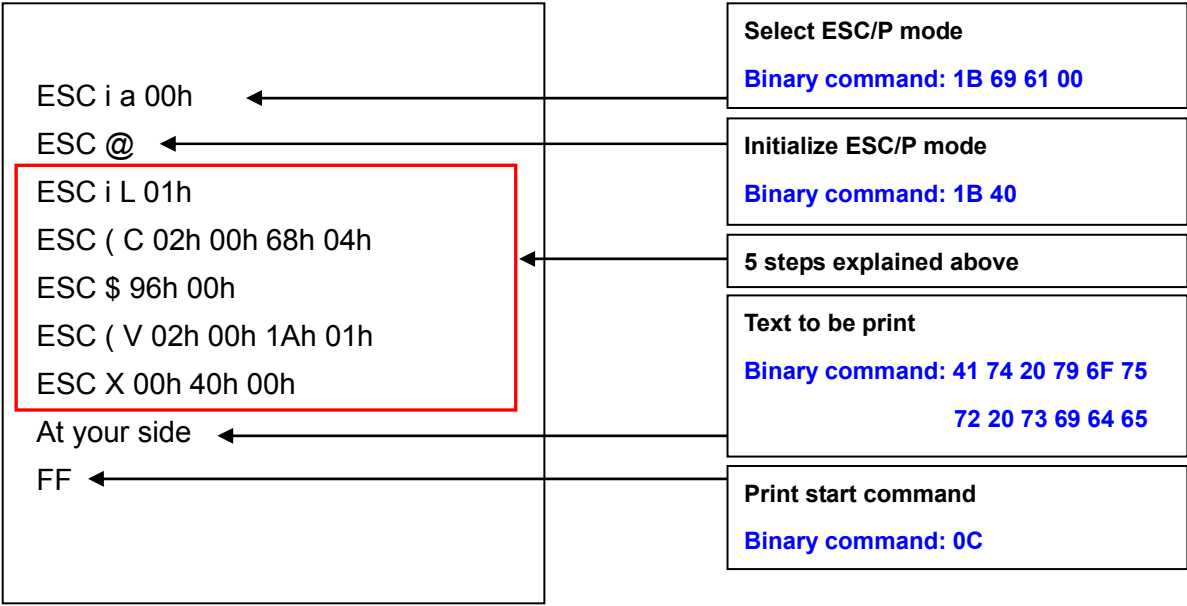 ESC i a 00h
ESC @
ESC i L 01h
ESC ( C 02h 00h 68h 04h
ESC $ 96h 00h
ESC ( V 02h 00h 1Ah 01h
ESC X 00h 40h 00h
At your side
FF
Select ESC/P mode
Binary command: 1B 69 61 00
Initialize ESC/P mode
Binary command: 1B 40
5 steps explained above
Text to be print
Binary command: 41 74 20 79 6F 75
72 20 73 69 64 65
Print start command
Binary command: 0C